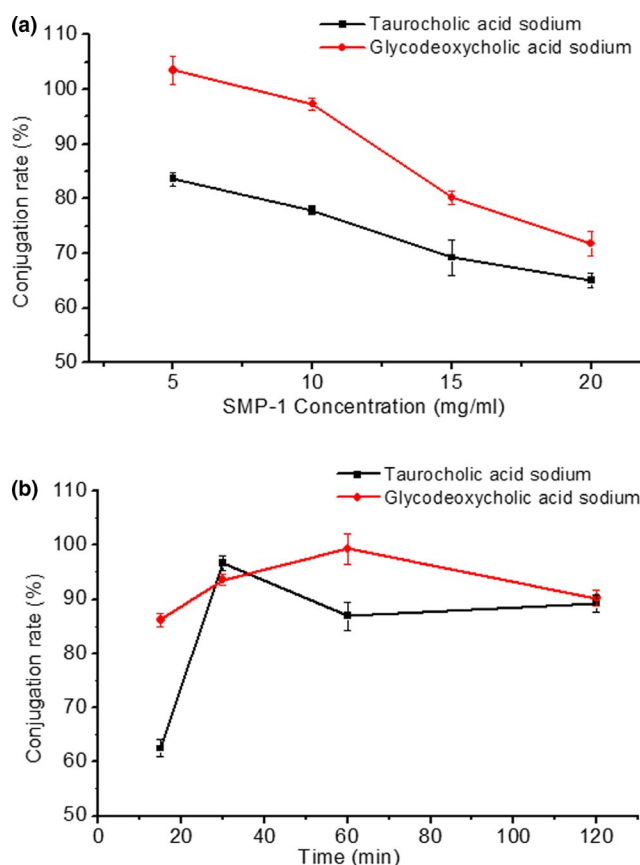 (a)
Taurocholic acid sodium
Glycodeoxycholic acid sodium
110
100
90
80
70
60
50
Conjugation rate (%)
5 10 15 20
SMP-1 Concentration (mg/ml)
(b)
Taurocholic acid sodium
Glycodeoxycholic acid sodium
110
100
90
80
70
60
50
Conjugation rate (%)
0 20 40 60 80 100 120
Time (min)